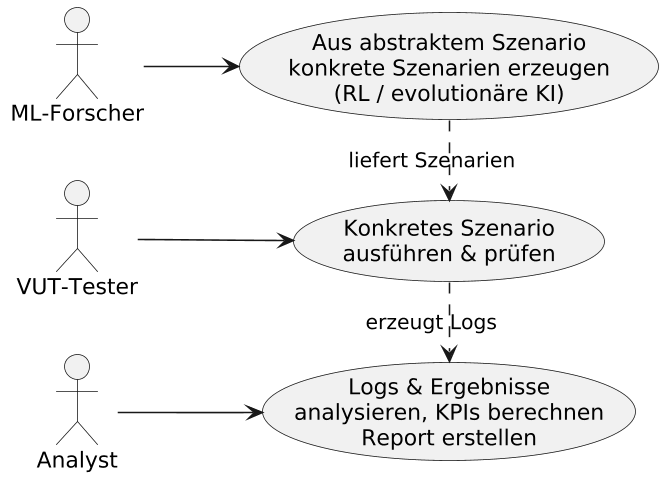 Aus abstraktem Szenario
konkrete Szenarien erzeugen
(RL / evolutionäre KI)
ML-Forscher
liefert Szenarien
Konkretes Szenario
ausführen & prüfen
VUT-Tester
erzeugt Logs
Logs & Ergebnisse
analysieren, KPIs berechnen
Report erstellen
Analyst